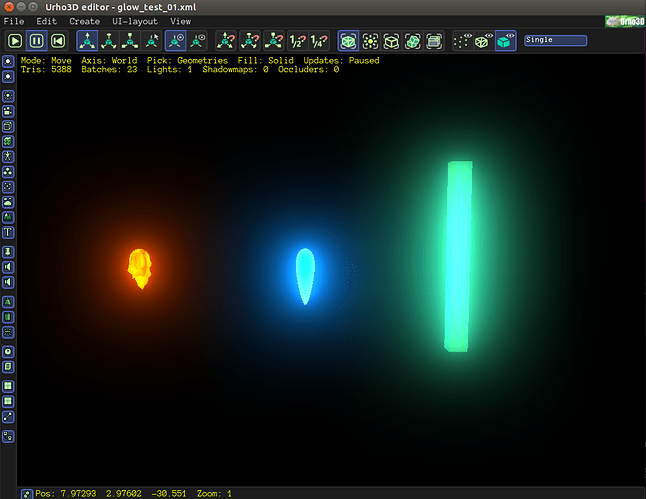 Urho3D editor - glow_test_01.xml
File Edit Create UI-layout View
Urho3D
1/2? 1/4? Single
Mode: Move Axis: World Pick: Geometries Fill: Solid Updates: Paused
Tris: 5388 Batches: 23 Lights: 1 Shadowmaps: 0 Occluders: 0
T
Pos: 7.97293 2.97602 -30.551 Zoom: 1